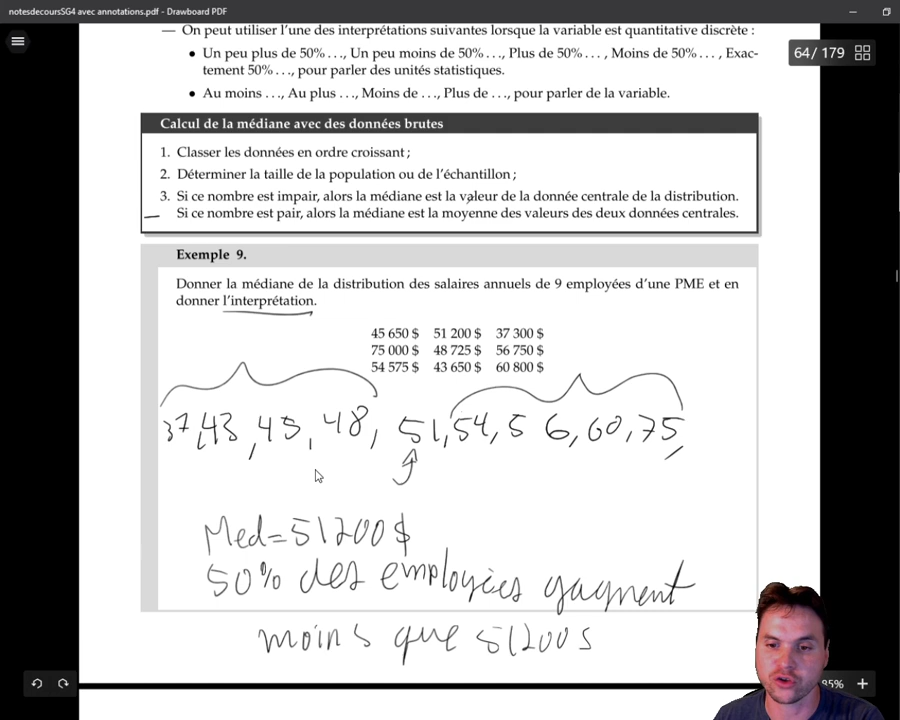 notesdecoursSG4 avec annotations.pdf - Drawboard PDF
— On peut utiliser l'une des interprétations suivantes lorsque la variable est quantitative discrète :
• Un peu plus de 50% ..., Un peu moins de 50% ..., Plus de 50% ..., Moins de 50% ..., Exac-
tement 50% ..., pour parler des unités statistiques.
• Au moins ..., Au plus ..., Moins de ..., Plus de ..., pour parler de la variable.
64 / 179
Calcul de la médiane avec des données brutes
1. Classer les données en ordre croissant ;
2. Déterminer la taille de la population ou de l'échantillon ;
3. Si ce nombre est impair, alors la médiane est la valeur de la donnée centrale de la distribution.
Si ce nombre est pair, alors la médiane est la moyenne des valeurs des deux données centrales.
Exemple 9.
Donner la médiane de la distribution des salaires annuels de 9 employées d'une PME et en
donner l'interprétation.
45 650 $ 51 200 $ 37 300 $
75 000 $ 48 725 $ 56 750 $
54 575 $ 43 650 $ 60 800 $
37, 43, 45, 48, 51, 54, 56, 60, 75
Med = 51200 $
50% des employées gagnent
moins que 51200 $
85%